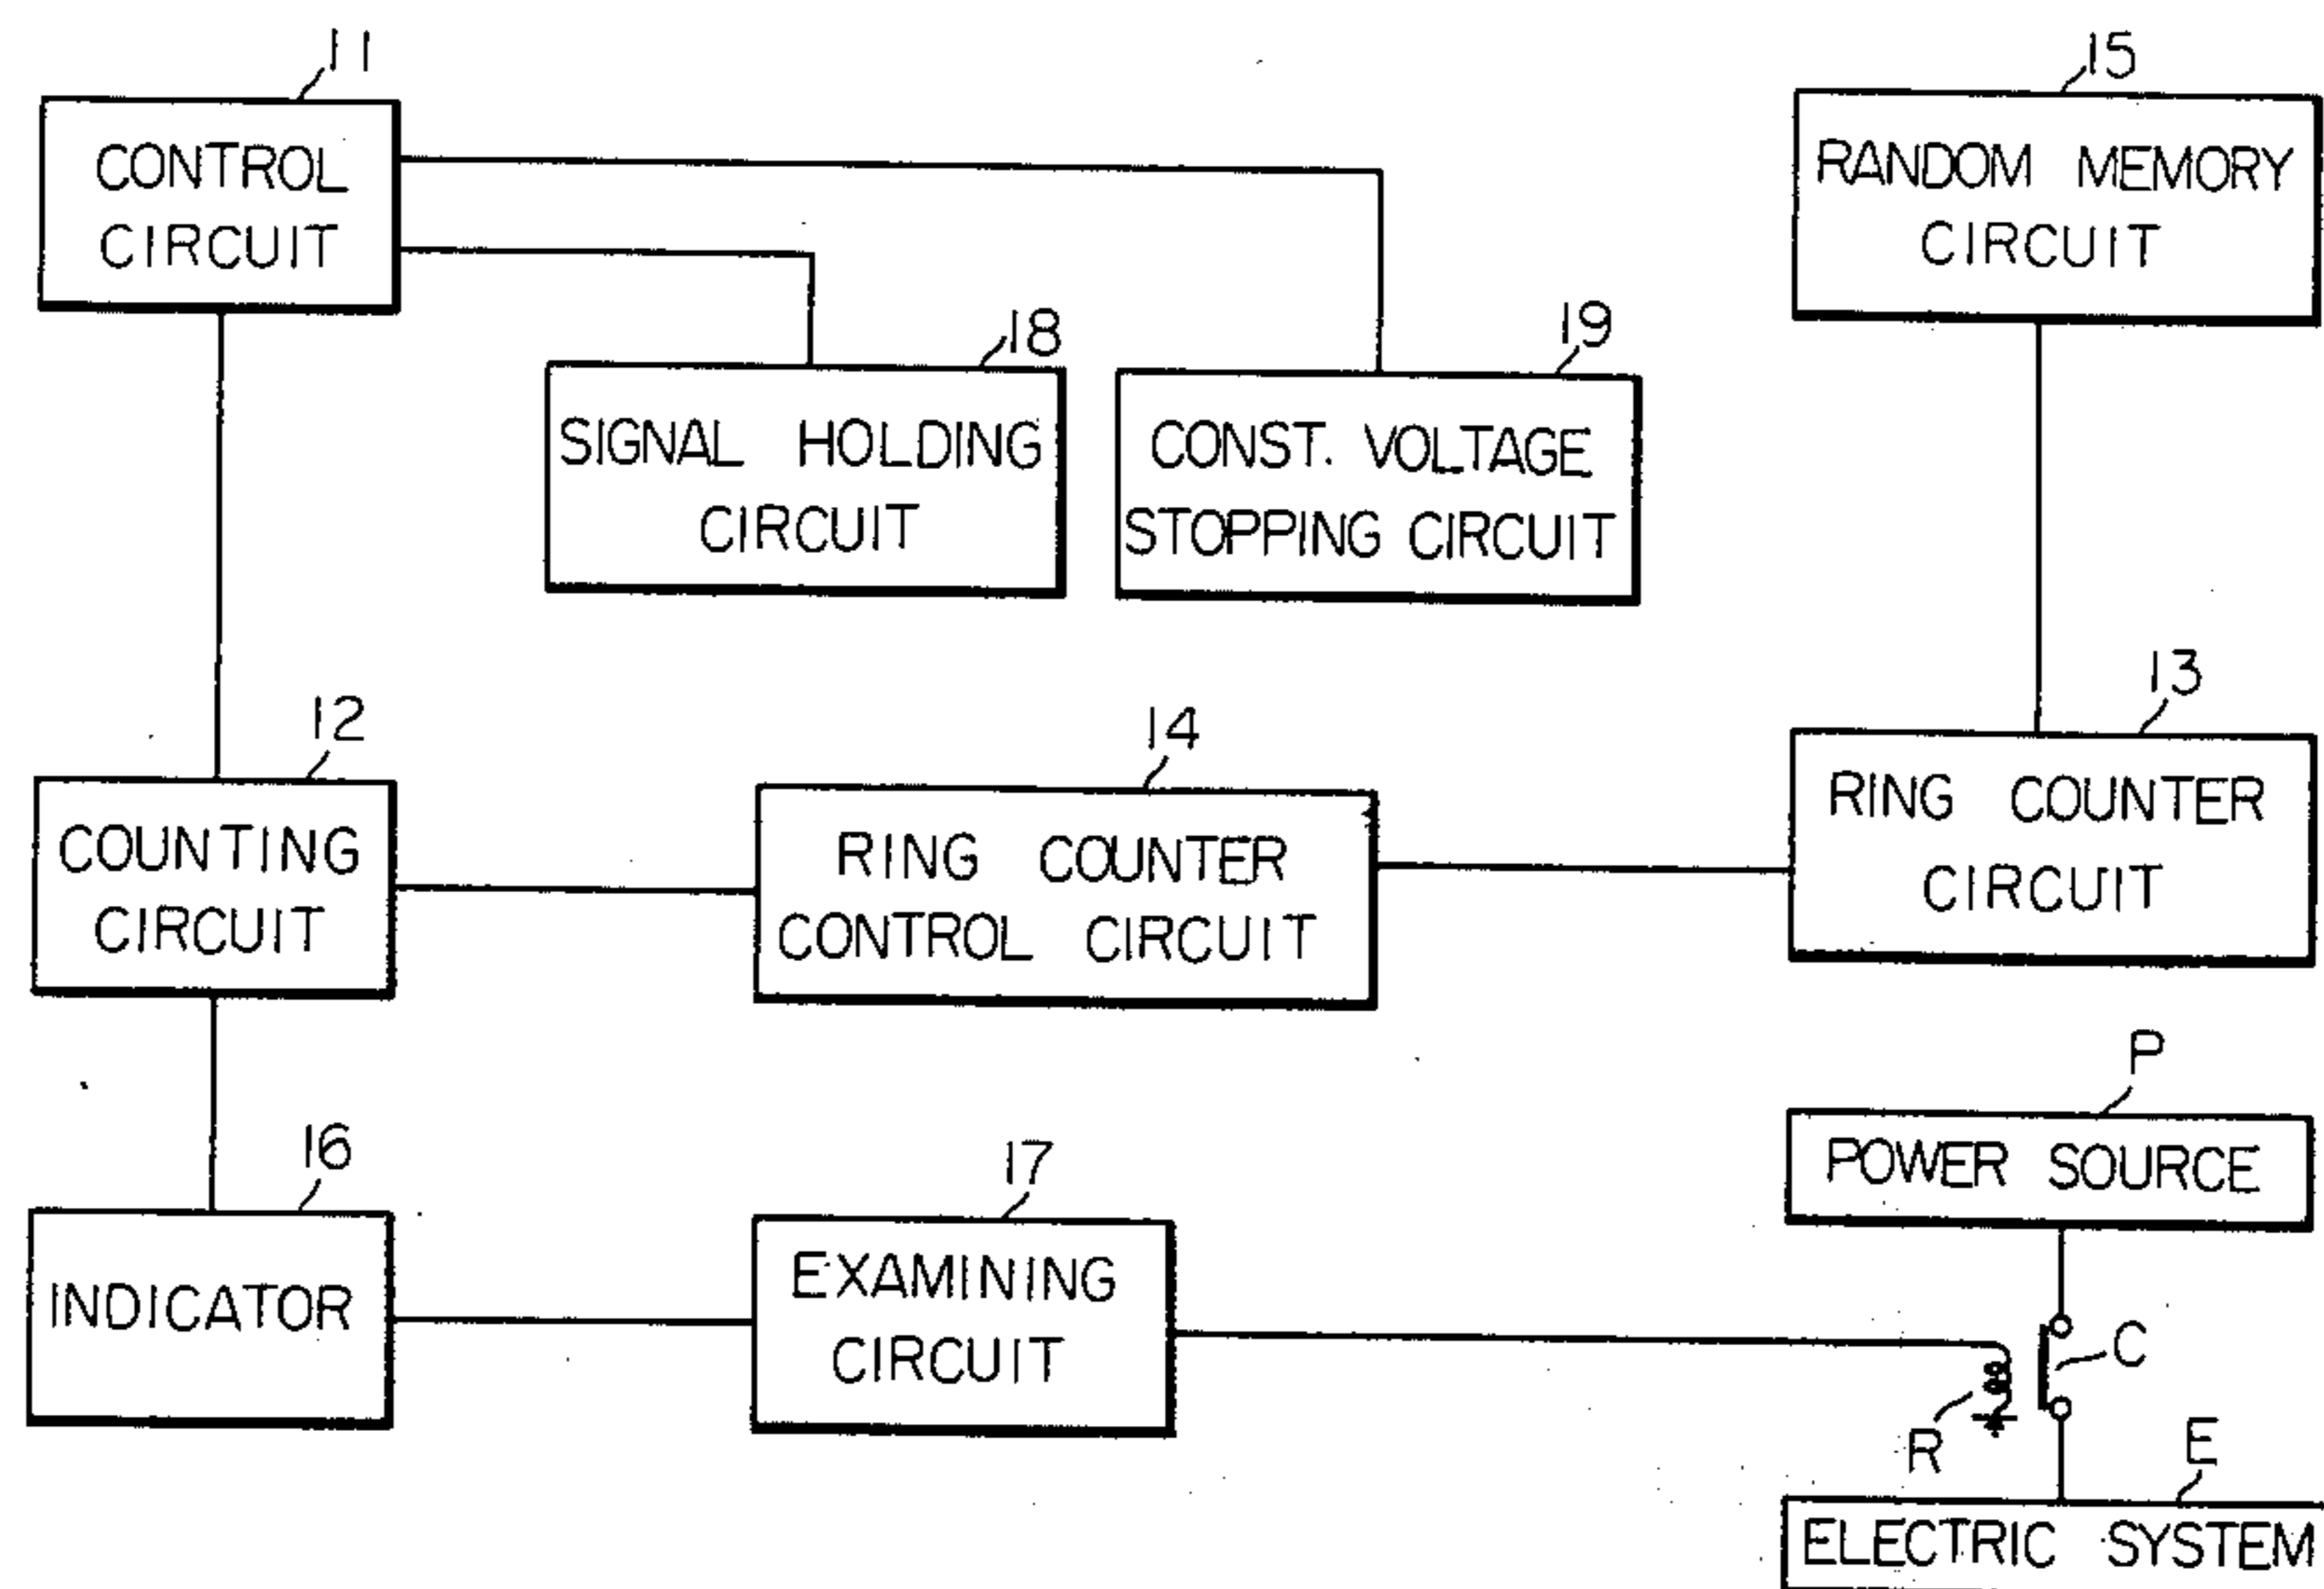 11
CONTROL
CIRCUIT
15
RANDOM MEMORY
CIRCUIT
18
SIGNAL HOLDING
CIRCUIT
19
CONST. VOLTAGE
STOPPING CIRCUIT
12
COUNTING
CIRCUIT
14
RING COUNTER
CONTROL CIRCUIT
13
RING COUNTER
CIRCUIT
16
INDICATOR
17
EXAMINING
CIRCUIT
P
POWER SOURCE
C
R
E
ELECTRIC SYSTEM